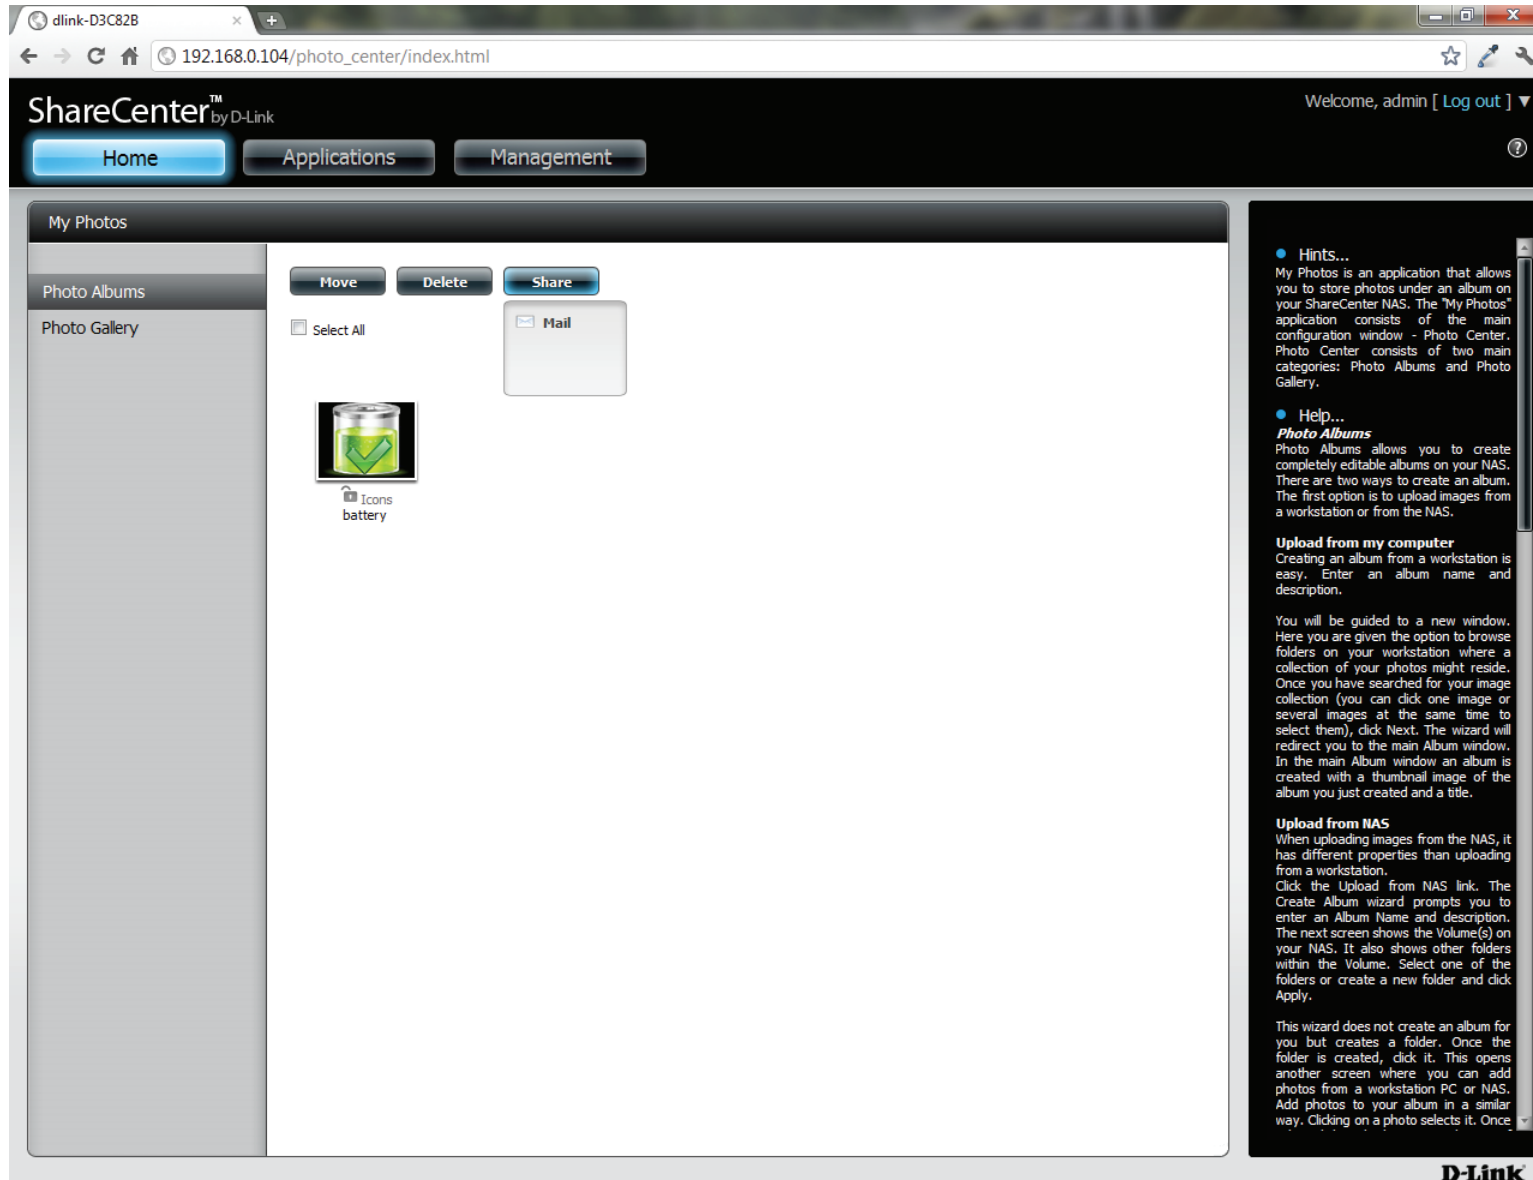 dlink-D3C82B
192.168.0.104/photo_center/index.html
ShareCenter™ by D-Link
Welcome, admin [ Log out ] ▼
Home
Applications
Management
?
My Photos
Photo Albums
Photo Gallery
Move
Delete
Share
Select All
Mail
Icons
battery
Hints...
My Photos is an application that allows
you to store photos under an album on
your ShareCenter NAS. The "My Photos"
application consists of the main
configuration window - Photo Center.
Photo Center consists of two main
categories: Photo Albums and Photo
Gallery.
Help...
Photo Albums
Photo Albums allows you to create
completely editable albums on your NAS.
There are two ways to create an album.
The first option is to upload images from
a workstation or from the NAS.
Upload from my computer
Creating an album from a workstation is
easy. Enter an album name and
description.
You will be guided to a new window.
Here you are given the option to browse
folders on your workstation where a
collection of your photos might reside.
Once you have searched for your image
collection (you can click one image or
several images at the same time to
select them), click Next. The wizard will
redirect you to the main Album window.
In the main Album window an album is
created with a thumbnail image of the
album you just created and a title.
Upload from NAS
When uploading images from the NAS, it
has different properties than uploading
from a workstation.
Click the Upload from NAS link. The
Create Album wizard prompts you to
enter an Album Name and description.
The next screen shows the Volume(s) on
your NAS. It also shows other folders
within the Volume. Select one of the
folders or create a new folder and click
Apply.
This wizard does not create an album for
you but creates a folder. Once the
folder is created, click it. This opens
another screen where you can add
photos from a workstation PC or NAS.
Add photos to your album in a similar
way. Clicking on a photo selects it. Once
D-Link